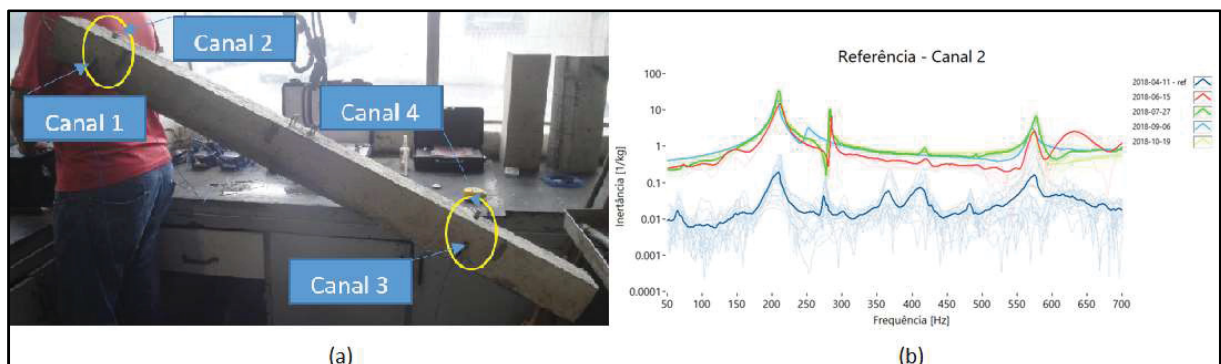 Canal 2
Canal 1
Canal 4
Canal 3
(a)
Referência - Canal 2
Inertância [1/kg]
100
10
1
0.1
0.01
0.001
0.0001
50 100 150 200 250 300 350 400 450 500 550 600 650 700
Frequência [Hz]
2018-04-11 - ref
2018-06-15
2018-07-27
2018-09-06
2018-10-19
(b)